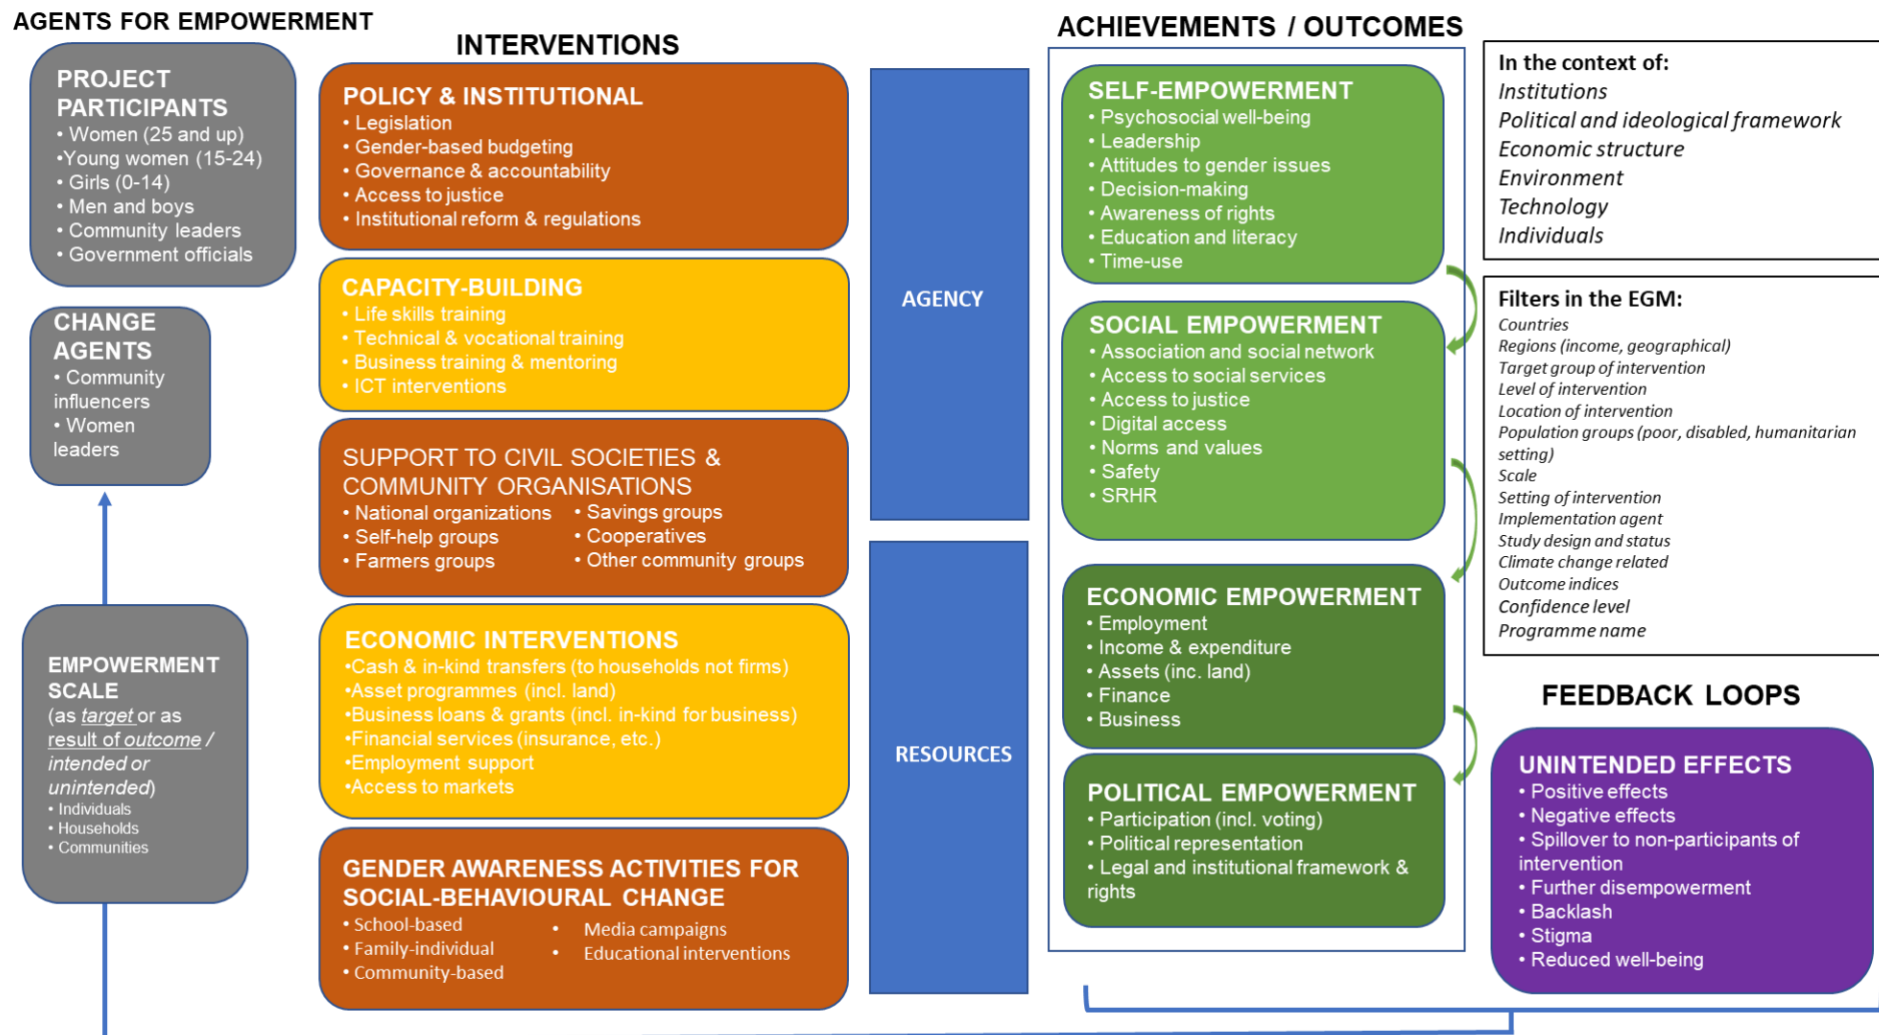 AGENTS FOR EMPOWERMENT
PROJECT
PARTICIPANTS
• Women (25 and up)
•Young women (15-24)
• Girls (0-14)
• Men and boys
• Community leaders
• Government officials
CHANGE
AGENTS
• Community
influencers
• Women
leaders
EMPOWERMENT
SCALE
(as target or as
result of outcome /
intended or
unintended)
• Individuals
• Households
• Communities
INTERVENTIONS
POLICY & INSTITUTIONAL
• Legislation
• Gender-based budgeting
• Governance & accountability
• Access to justice
• Institutional reform & regulations
CAPACITY-BUILDING
• Life skills training
• Technical & vocational training
• Business training & mentoring
• ICT interventions
SUPPORT TO CIVIL SOCIETIES &
COMMUNITY ORGANISATIONS
• National organizations
• Self-help groups
• Farmers groups
• Savings groups
• Cooperatives
• Other community groups
ECONOMIC INTERVENTIONS
•Cash & in-kind transfers (to households not firms)
•Asset programmes (incl. land)
•Business loans & grants (incl. in-kind for business)
•Financial services (insurance, etc.)
•Employment support
•Access to markets
GENDER AWARENESS ACTIVITIES FOR
SOCIAL-BEHAVIOURAL CHANGE
• School-based
• Family-individual
• Community-based
• Media campaigns
• Educational interventions
AGENCY
RESOURCES
ACHIEVEMENTS / OUTCOMES
SELF-EMPOWERMENT
• Psychosocial well-being
• Leadership
• Attitudes to gender issues
• Decision-making
• Awareness of rights
• Education and literacy
• Time-use
SOCIAL EMPOWERMENT
• Association and social network
• Access to social services
• Access to justice
• Digital access
• Norms and values
• Safety
• SRHR
ECONOMIC EMPOWERMENT
• Employment
• Income & expenditure
• Assets (inc. land)
• Finance
• Business
POLITICAL EMPOWERMENT
• Participation (incl. voting)
• Political representation
• Legal and institutional framework &
rights
In the context of:
Institutions
Political and ideological framework
Economic structure
Environment
Technology
Individuals
Filters in the EGM:
Countries
Regions (income, geographical)
Target group of intervention
Level of intervention
Location of intervention
Population groups (poor, disabled, humanitarian
setting)
Scale
Setting of intervention
Implementation agent
Study design and status
Climate change related
Outcome indices
Confidence level
Programme name
FEEDBACK LOOPS
UNINTENDED EFFECTS
• Positive effects
• Negative effects
• Spillover to non-participants of
intervention
• Further disempowerment
• Backlash
• Stigma
• Reduced well-being